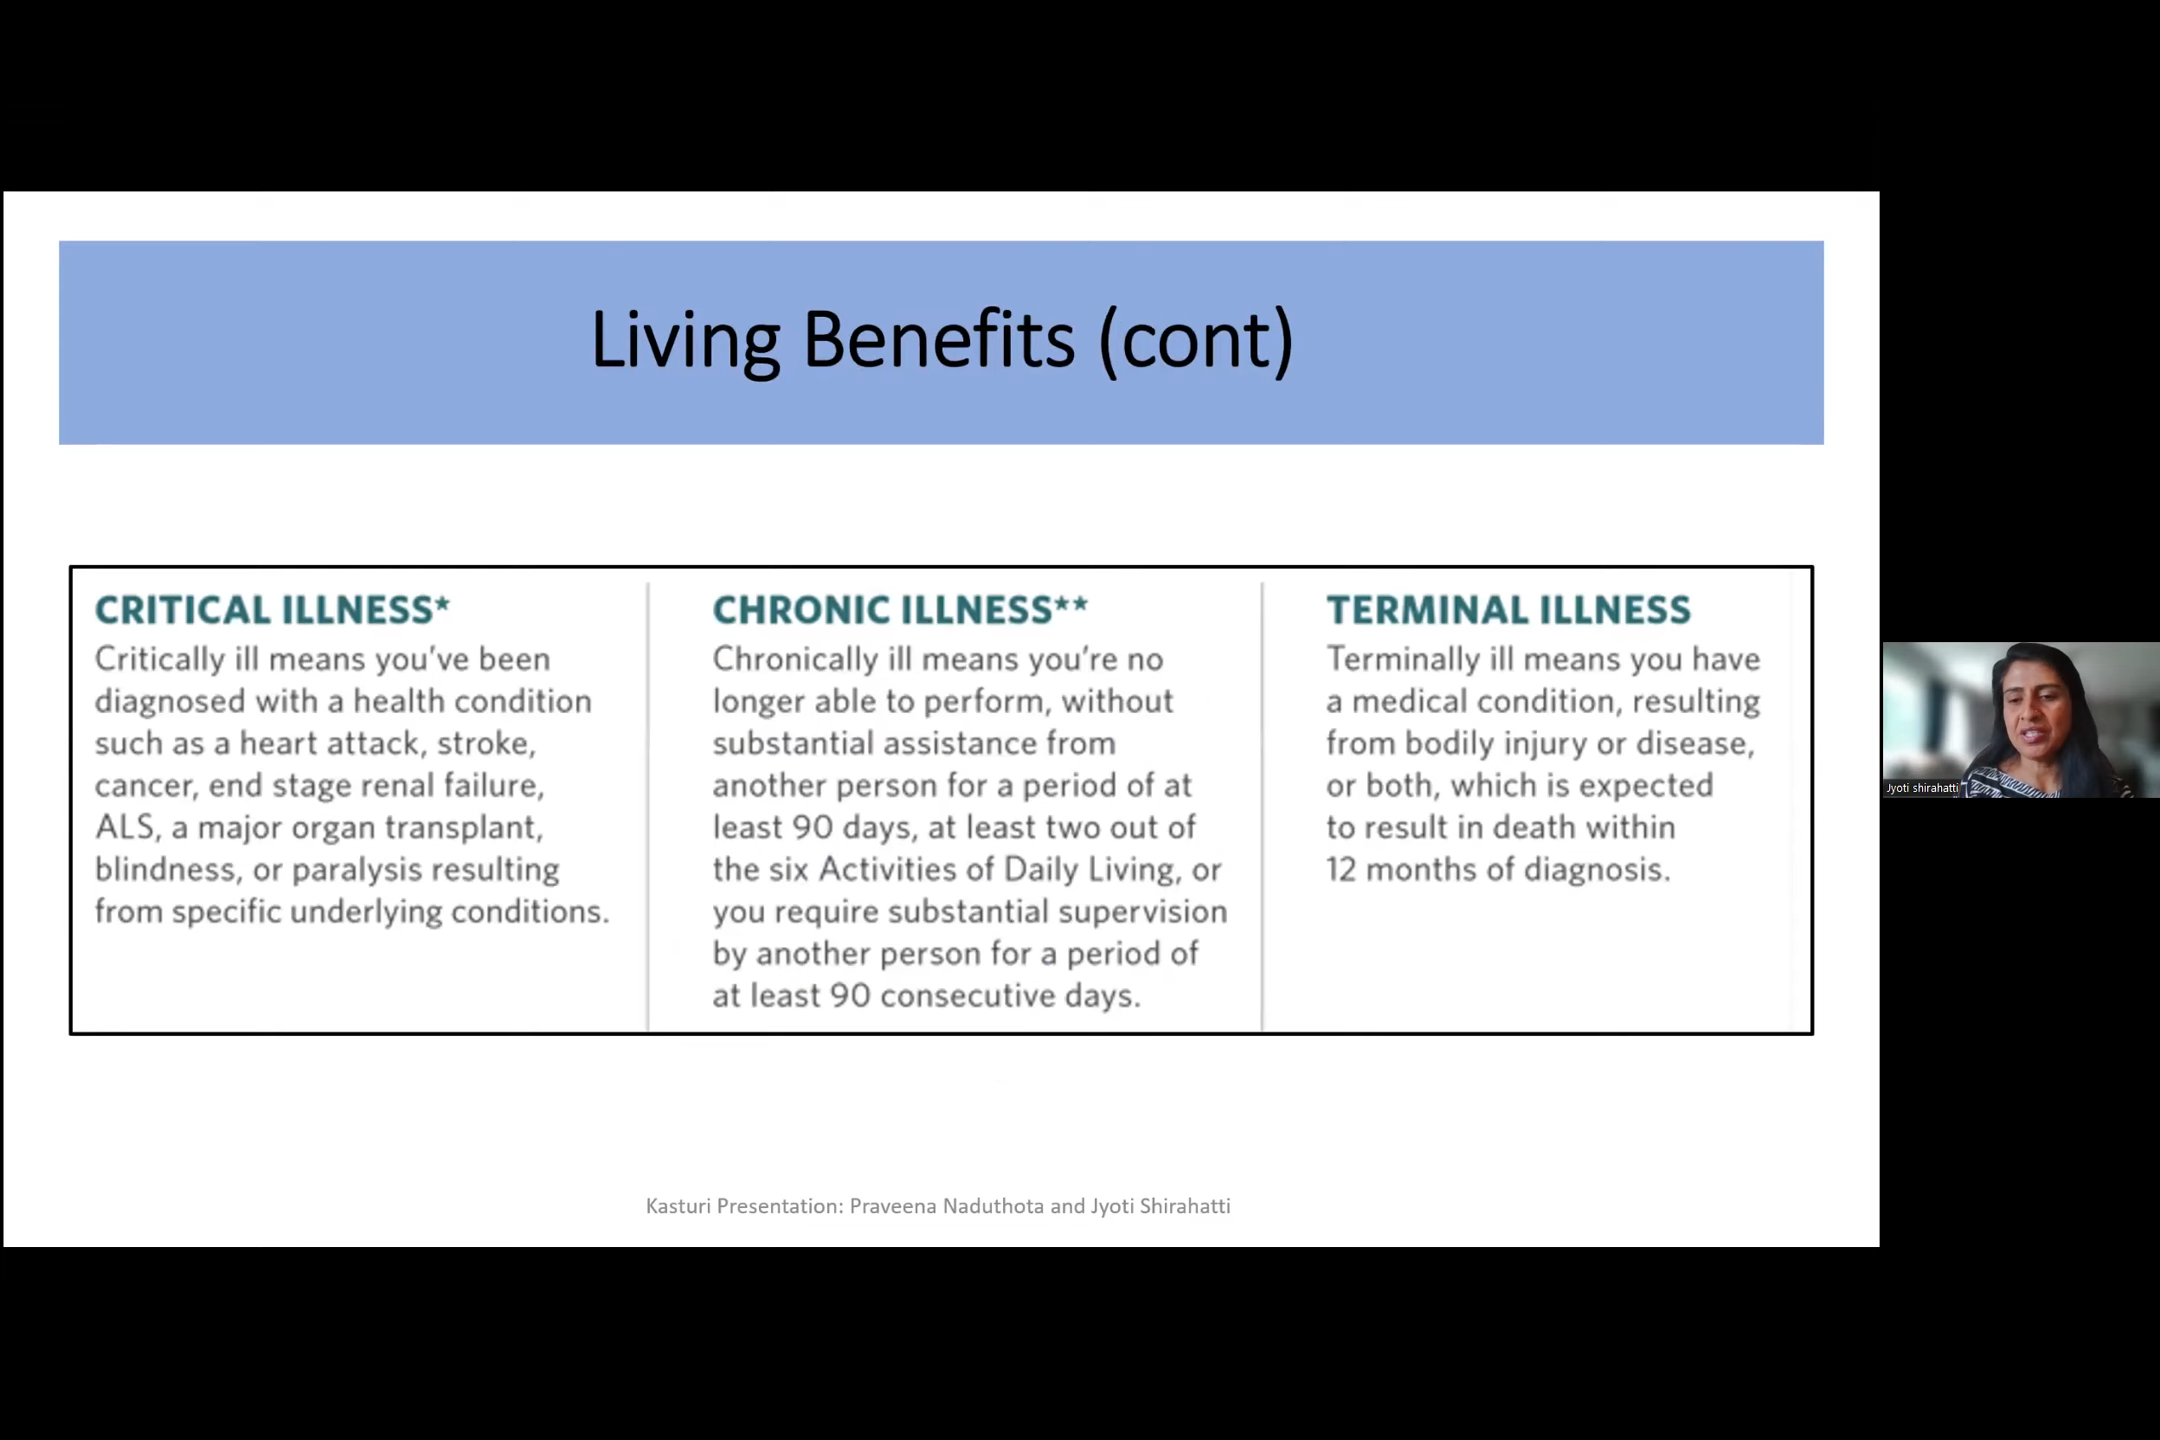 Living Benefits (cont)
CRITICAL ILLNESS*
Critically ill means you've been
diagnosed with a health condition
such as a heart attack, stroke,
cancer, end stage renal failure,
ALS, a major organ transplant,
blindness, or paralysis resulting
from specific underlying conditions.
CHRONIC ILLNESS**
Chronically ill means you're no
longer able to perform, without
substantial assistance from
another person for a period of at
least 90 days, at least two out of
the six Activities of Daily Living, or
you require substantial supervision
by another person for a period of
at least 90 consecutive days.
TERMINAL ILLNESS
Terminally ill means you have
a medical condition, resulting
from bodily injury or disease,
or both, which is expected
to result in death within
12 months of diagnosis.
Jyoti shirahatti
Kasturi Presentation: Praveena Naduthota and Jyoti Shirahatti